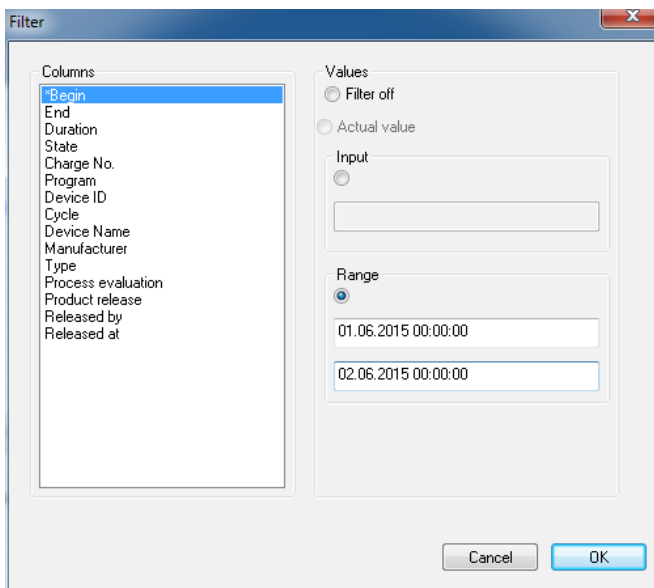 Filter
Columns
*Begin
End
Duration
State
Charge No.
Program
Device ID
Cycle
Device Name
Manufacturer
Type
Process evaluation
Product release
Released by
Released at
Values
Filter off
Actual value
Input
Range
01.06.2015 00:00:00
02.06.2015 00:00:00
Cancel
OK